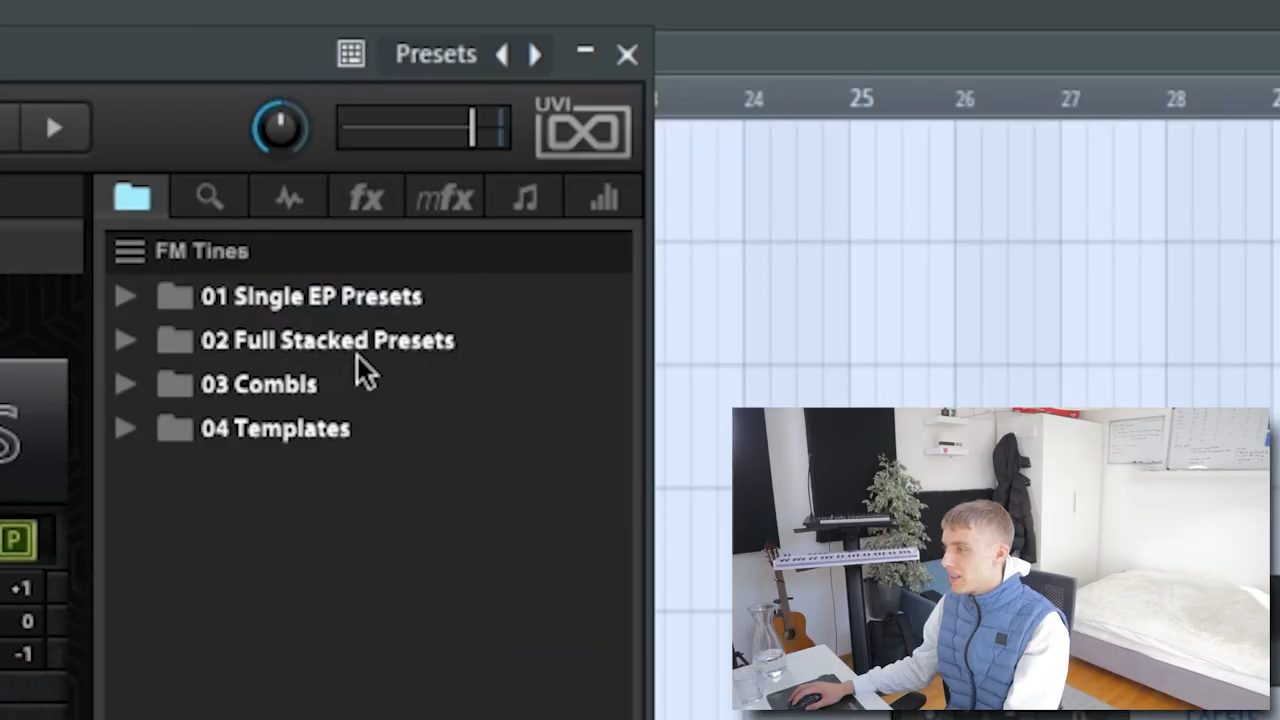 Presets
UVI
24 25 26 27 28
fx mfx
FM Tines
01 Single EP Presets
02 Full Stacked Presets
03 Combis
04 Templates
S
P
+1
0
-1